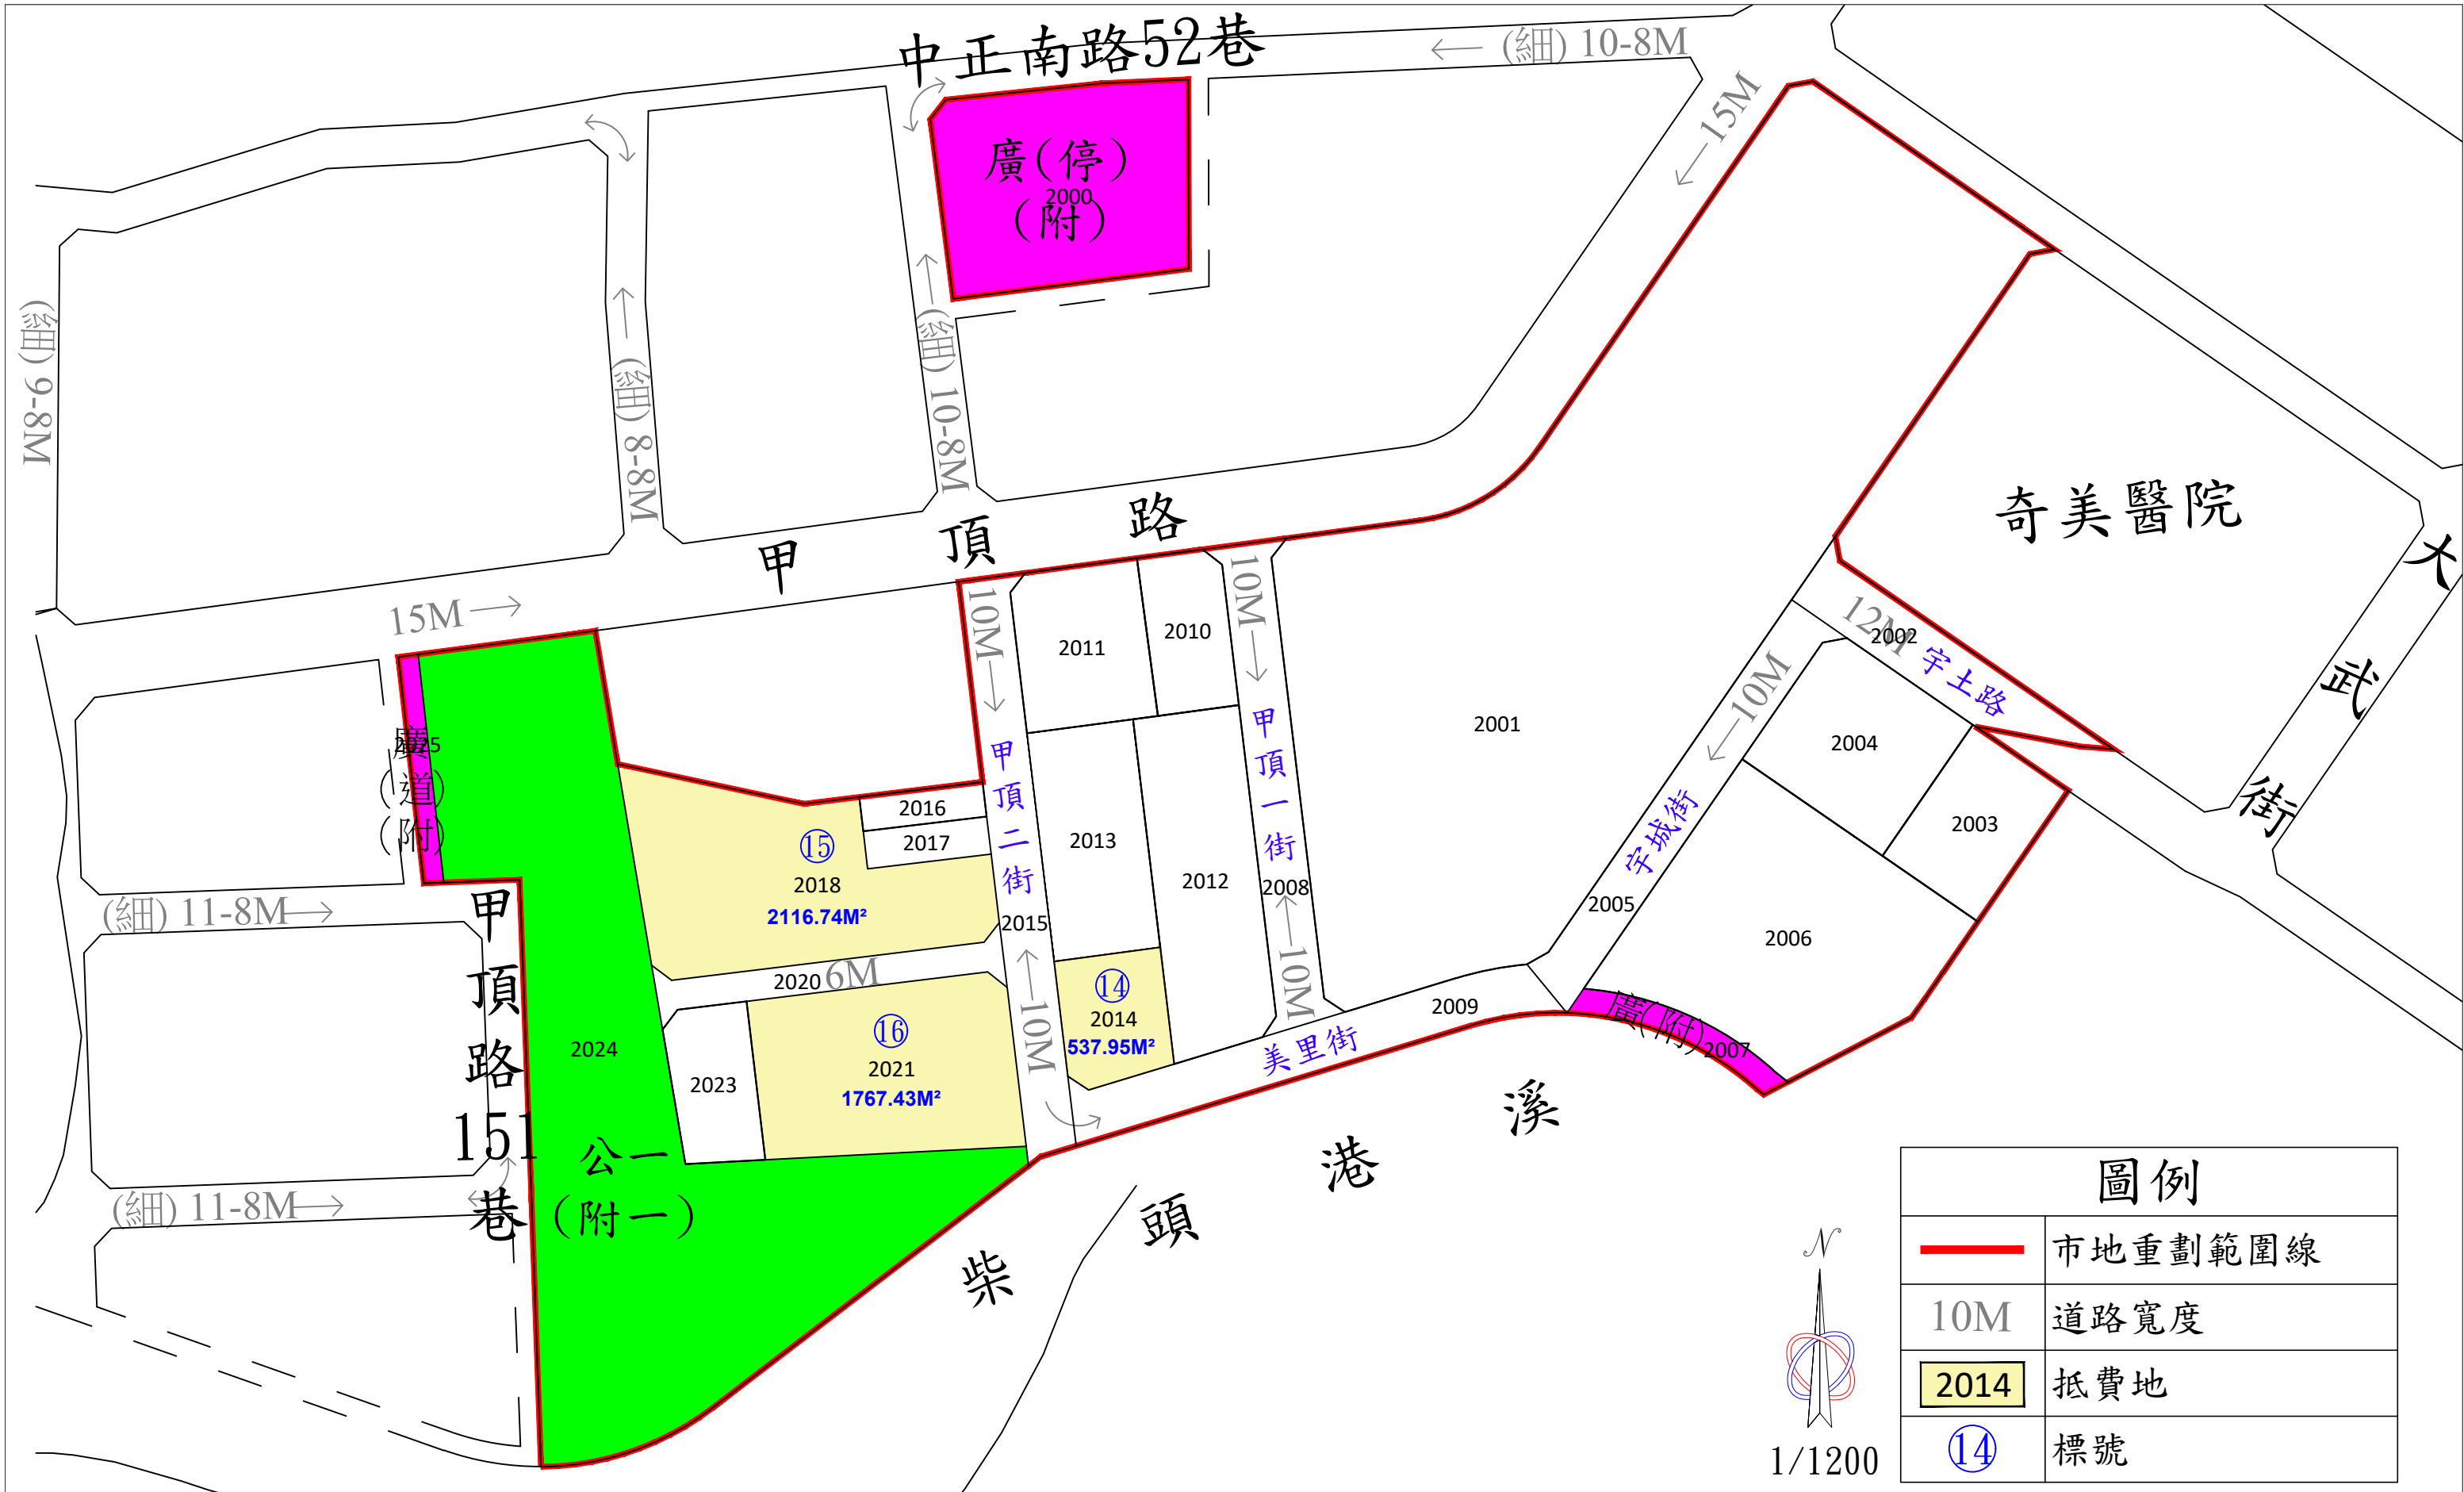 中正南路52巷
(細) 10-8M
15M
廣(停)
2000
(附)
(細) 9-8M
(細) 8-8M
(細) 10-8M
奇美醫院
大武街
甲頂路
15M
10M
10M
2011
2010
12M
2002
宇土路
10M
2001
2004
2003
廣
2025
(道)
(附)
甲頂二街
甲頂一街
宇城街
2016
2017
⑮
2018
2116.74M²
2013
2012
2008
2005
2006
(細) 11-8M
甲頂路151巷
2015
2020
6M
10M
10M
⑭
2014
537.95M²
2009
美里街
廣(附)
2007
2024
2023
⑯
2021
1767.43M²
公一
(附一)
(細) 11-8M
柴頭港溪
N
1/1200
圖例
市地重劃範圍線
10M 道路寬度
2014 抵費地
⑭ 標號